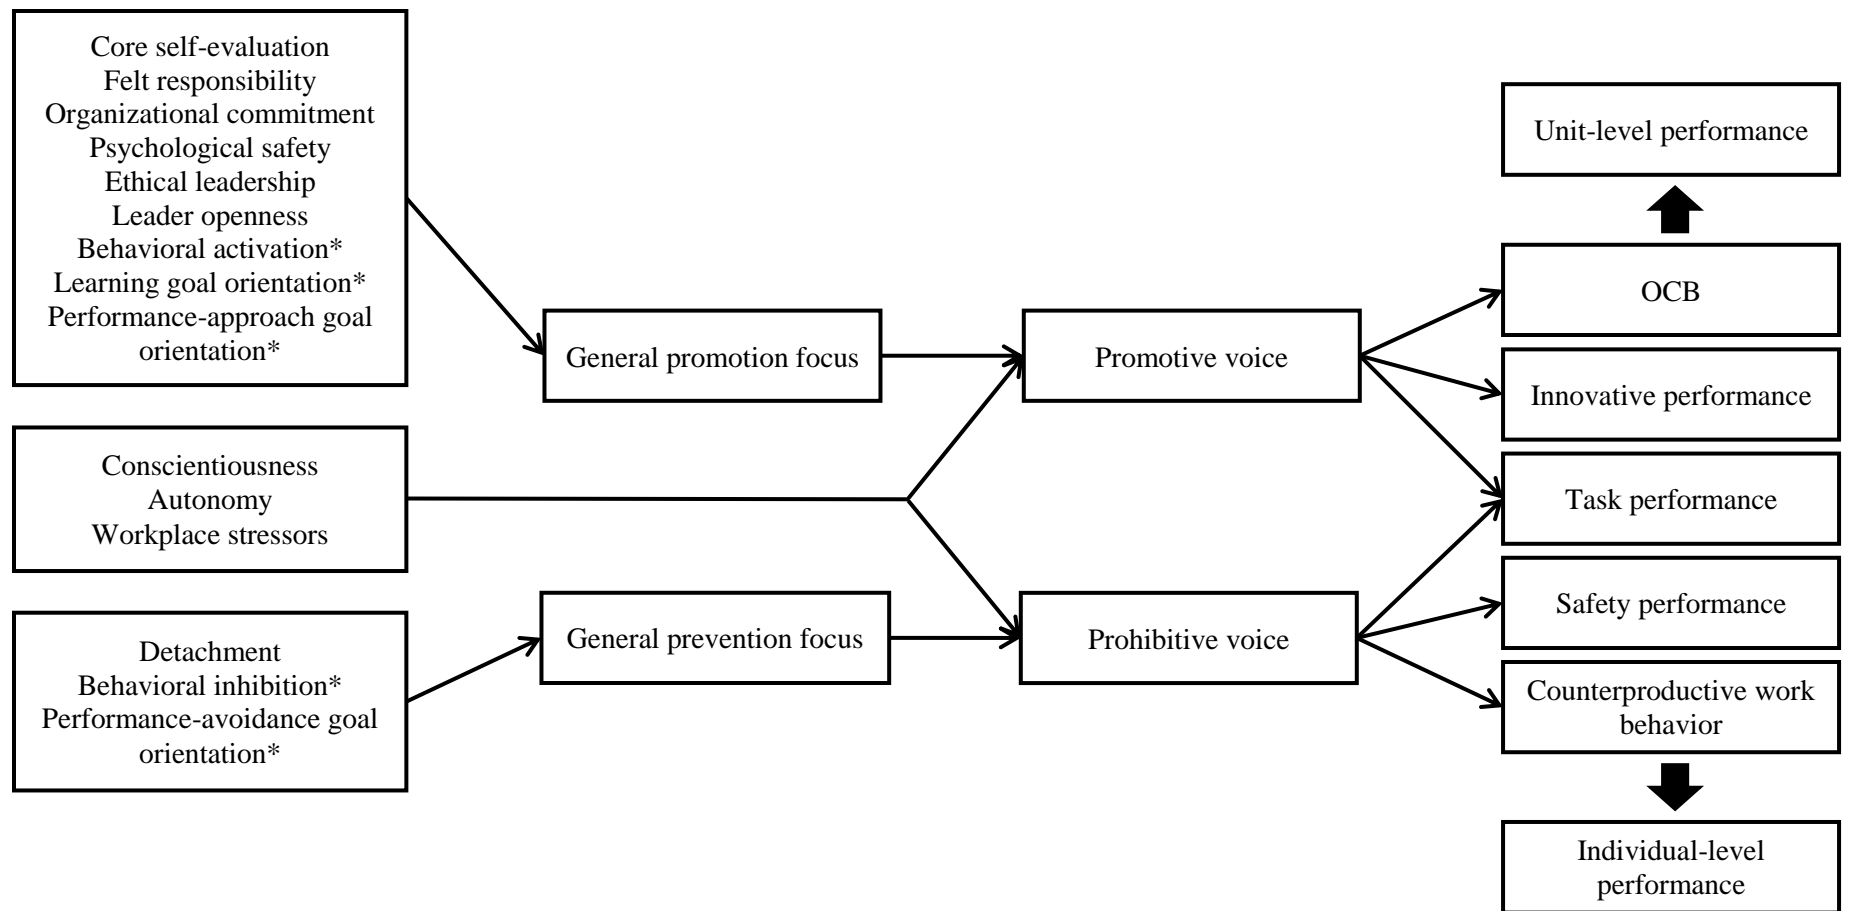 Core self-evaluation
Felt responsibility
Organizational commitment
Psychological safety
Ethical leadership
Leader openness
Behavioral activation*
Learning goal orientation*
Performance-approach goal
orientation*
Conscientiousness
Autonomy
Workplace stressors
Detachment
Behavioral inhibition*
Performance-avoidance goal
orientation*
General promotion focus
General prevention focus
Promotive voice
Prohibitive voice
Unit-level performance
OCB
Innovative performance
Task performance
Safety performance
Counterproductive work
behavior
Individual-level
performance